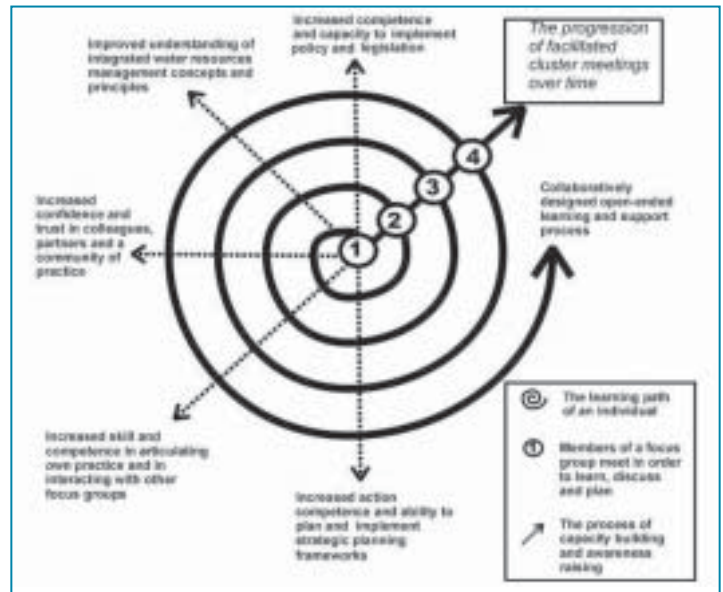 Increased competence
and capacity to implement
policy and legislation
The progression
of facilitated
cluster meetings
over time
Improved understanding of
integrated water resources
management concepts and
principles
4
3
2
1
Collaboratively
designed open-ended
learning and support
process
Increased
confidence and
trust in colleagues,
partners and a
community of
practice
Increased skill and
competence in articulating
own practice and in
interacting with other
focus groups
Increased action
competence and ability to
plan and implement
strategic planning
frameworks
The learning path
of an individual
1
Members of a focus
group meet in order
to learn, discuss
and plan
The process of
capacity building
and awareness
raising